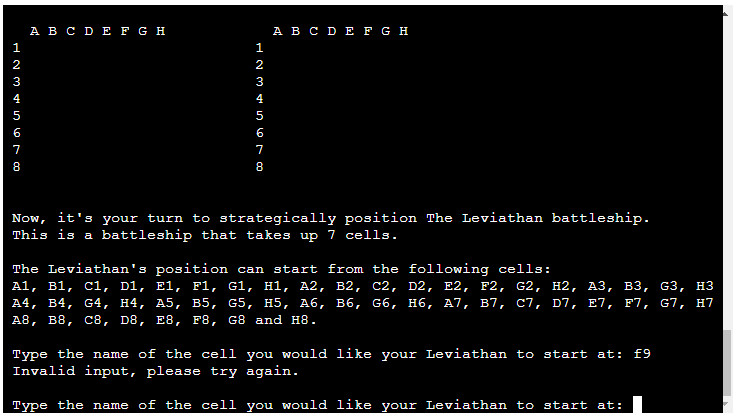 A B C D E F G H A B C D E F G H
1 1
2 2
3 3
4 4
5 5
6 6
7 7
8 8
Now, it's your turn to strategically position The Leviathan battleship.
This is a battleship that takes up 7 cells.
The Leviathan's position can start from the following cells:
A1, B1, C1, D1, E1, F1, G1, H1, A2, B2, C2, D2, E2, F2, G2, H2, A3, B3, G3, H3
A4, B4, G4, H4, A5, B5, G5, H5, A6, B6, G6, H6, A7, B7, C7, D7, E7, F7, G7, H7
A8, B8, C8, D8, E8, F8, G8 and H8.
Type the name of the cell you would like your Leviathan to start at: f9
Invalid input, please try again.
Type the name of the cell you would like your Leviathan to start at: